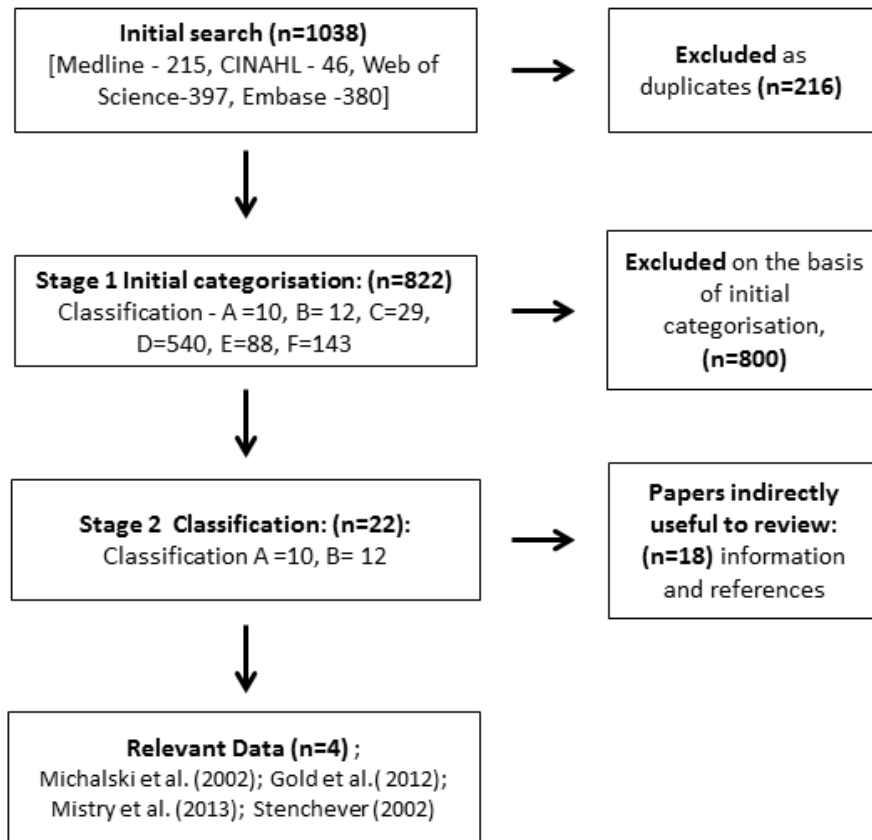 Initial search (n=1038)
[Medline - 215, CINAHL - 46, Web of
Science-397, Embase -380]
Excluded as
duplicates (n=216)
Stage 1 Initial categorisation: (n=822)
Classification - A =10, B= 12, C=29,
D=540, E=88, F=143
Excluded on the basis
of initial
categorisation,
(n=800)
Stage 2  Classification: (n=22):
Classification A =10, B= 12
Papers indirectly
useful to review:
(n=18) information
and references
Relevant Data (n=4) ;
Michalski et al. (2002); Gold et al.( 2012);
Mistry et al. (2013); Stenchever (2002)